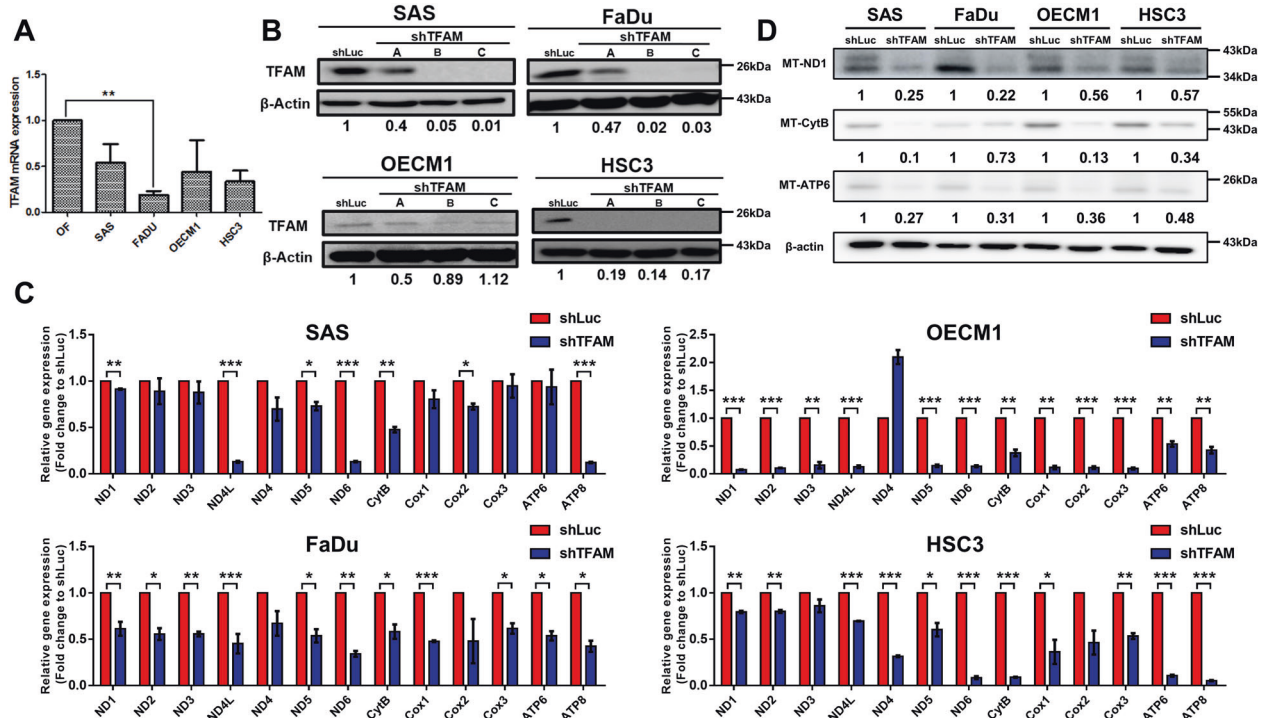 A
TFAM mRNA expression
1.5
1.0
0.5
0.0
**
OF
SAS
FADU
OECM1
HSC3
B
SAS
shTFAM
shLuc
A
B
C
TFAM
β-Actin
1
0.4
0.05
0.01
FaDu
shTFAM
shLuc
A
B
C
26kDa
43kDa
1
0.47
0.02
0.03
OECM1
shTFAM
shLuc
A
B
C
TFAM
β-Actin
1
0.5
0.89
1.12
HSC3
shTFAM
shLuc
A
B
C
26kDa
43kDa
1
0.19
0.14
0.17
D
SAS FaDu OECM1 HSC3
shLuc shTFAM shLuc shTFAM shLuc shTFAM shLuc shTFAM
MT-ND1
43kDa
34kDa
1 0.25 1 0.22 1 0.56 1 0.57
MT-CytB
55kDa
43kDa
1 0.1 1 0.73 1 0.13 1 0.34
MT-ATP6
26kDa
1 0.27 1 0.31 1 0.36 1 0.48
β-actin
43kDa
C
SAS
shLuc
shTFAM
Relative gene expression
(Fold change to shLuc)
1.5
1.0
0.5
0.0
** *** * *** ** * ***
ND1 ND2 ND3 ND4L ND4 ND5 ND6 CytB Cox1 Cox2 Cox3 ATP6 ATP8
OECM1
shLuc
shTFAM
Relative gene expression
(Fold change to shLuc)
2.5
2.0
1.5
1.0
0.5
0.0
*** *** ** *** *** *** ** ** *** *** ** **
ND1 ND2 ND3 ND4L ND4 ND5 ND6 CytB Cox1 Cox2 Cox3 ATP6 ATP8
FaDu
shLuc
shTFAM
Relative gene expression
(Fold change to shLuc)
1.5
1.0
0.5
0.0
** * ** *** * ** * *** * * *
ND1 ND2 ND3 ND4L ND4 ND5 ND6 CytB Cox1 Cox2 Cox3 ATP6 ATP8
HSC3
shLuc
shTFAM
Relative gene expression
(Fold change to shLuc)
1.5
1.0
0.5
0.0
** ** *** *** * *** *** * ** *** ***
ND1 ND2 ND3 ND4L ND4 ND5 ND6 CytB Cox1 Cox2 Cox3 ATP6 ATP8